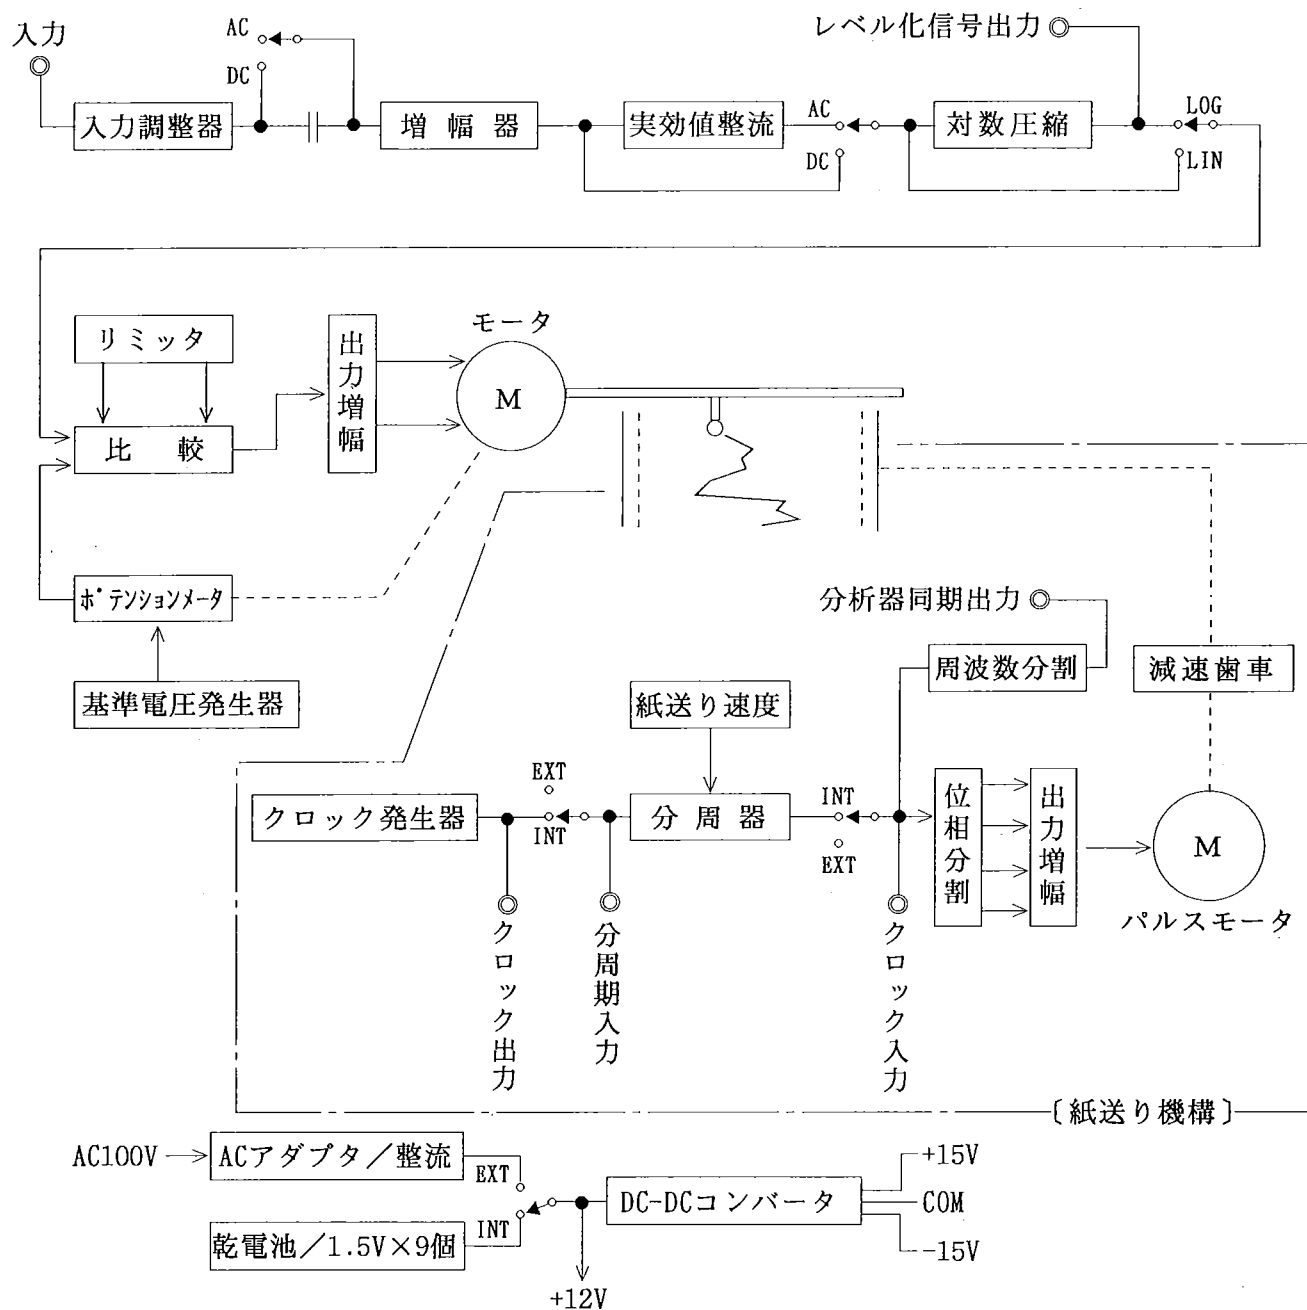 入力
AC
DC
レベル化信号出力
入力調整器
増幅器
実効値整流
AC
DC
対数圧縮
LOG
LIN
リミッタ
出力増幅
モータ
M
比較
ポテンションメータ
基準電圧発生器
分析器同期出力
周波数分割
減速歯車
紙送り速度
クロック発生器
EXT
INT
分周器
INT
EXT
位相分割
出力増幅
M
パルスモータ
クロック出力
分周期入力
クロック入力
〔紙送り機構〕
AC100V
ACアダプタ/整流
EXT
INT
乾電池/1.5V×9個
DC-DCコンバータ
+15V
COM
-15V
+12V